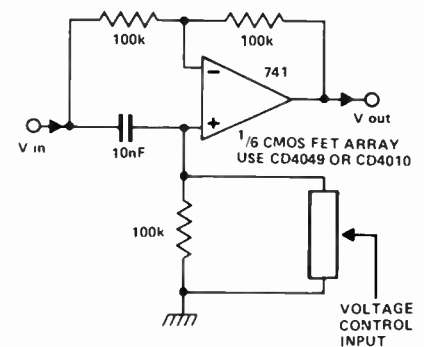 100k
100k
741
−
+
V in
10nF
V out
1/6 CMOS FET ARRAY
USE CD4049 OR CD4010
100k
VOLTAGE
CONTROL
INPUT